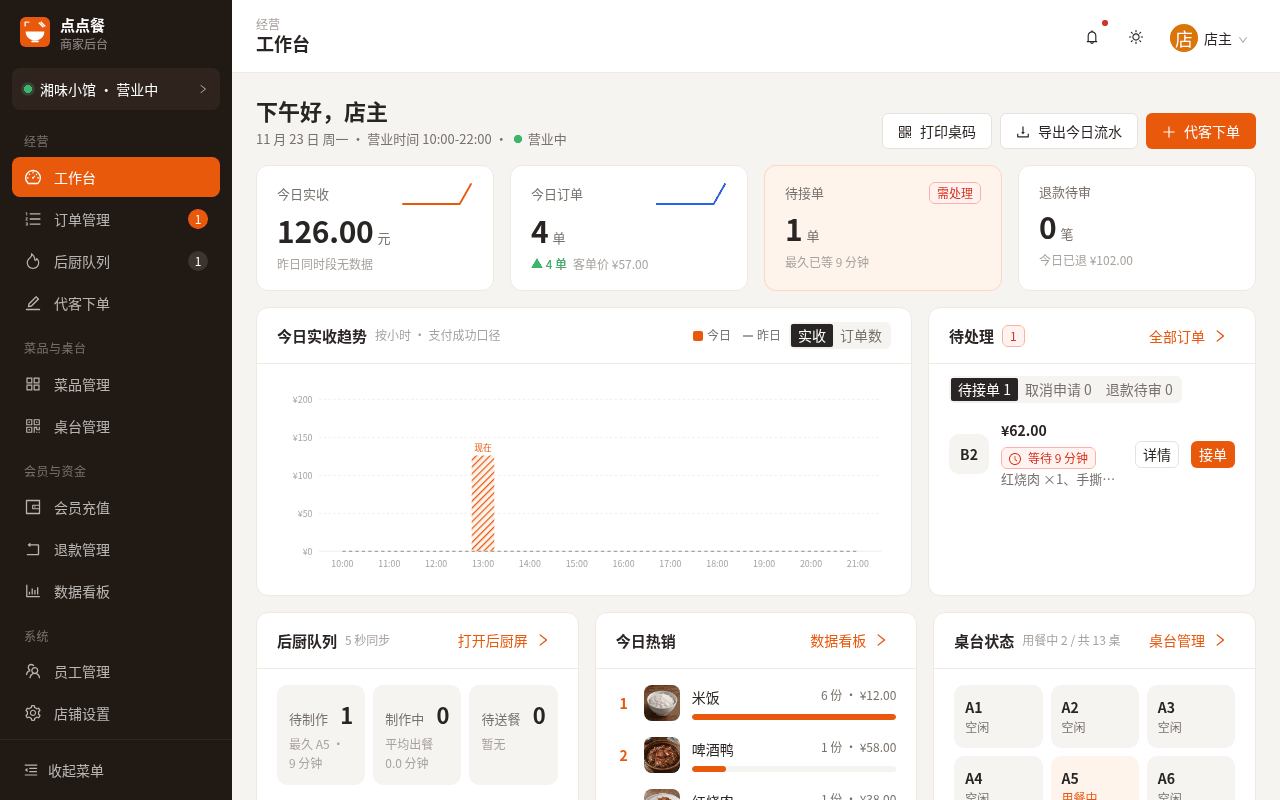 点点餐
商家后台
湘味小馆 · 营业中
经营
工作台
订单管理 1
后厨队列 1
代客下单
菜品与桌台
菜品管理
桌台管理
会员与资金
会员充值
退款管理
数据看板
系统
员工管理
店铺设置
收起菜单
经营
工作台
店 店主
下午好，店主
11 月 23 日 周一 · 营业时间 10:00-22:00 · 营业中
打印桌码
导出今日流水
代客下单
今日实收
126.00 元
昨日同时段无数据
今日订单
4 单
4 单 客单价 ¥57.00
待接单 需处理
1 单
最久已等 9 分钟
退款待审
0 笔
今日已退 ¥102.00
今日实收趋势 按小时 · 支付成功口径
今日 昨日 实收 订单数
¥200
¥150
¥100
¥50
¥0
现在
10:00 11:00 12:00 13:00 14:00 15:00 16:00 17:00 18:00 19:00 20:00 21:00
待处理 1 全部订单
待接单 1 取消申请 0 退款待审 0
B2
¥62.00
等待 9 分钟
红烧肉 ×1、手撕…
详情 接单
后厨队列 5 秒同步 打开后厨屏
待制作 1
最久 A5 ·
9 分钟
制作中 0
平均出餐
0.0 分钟
待送餐 0
暂无
今日热销 数据看板
1 米饭 6 份 · ¥12.00
2 啤酒鸭 1 份 · ¥58.00
红烧肉 1 份 · ¥38.00
桌台状态 用餐中 2 / 共 13 桌 桌台管理
A1
空闲
A2
空闲
A3
空闲
A4
空闲
A5
用餐中
A6
空闲